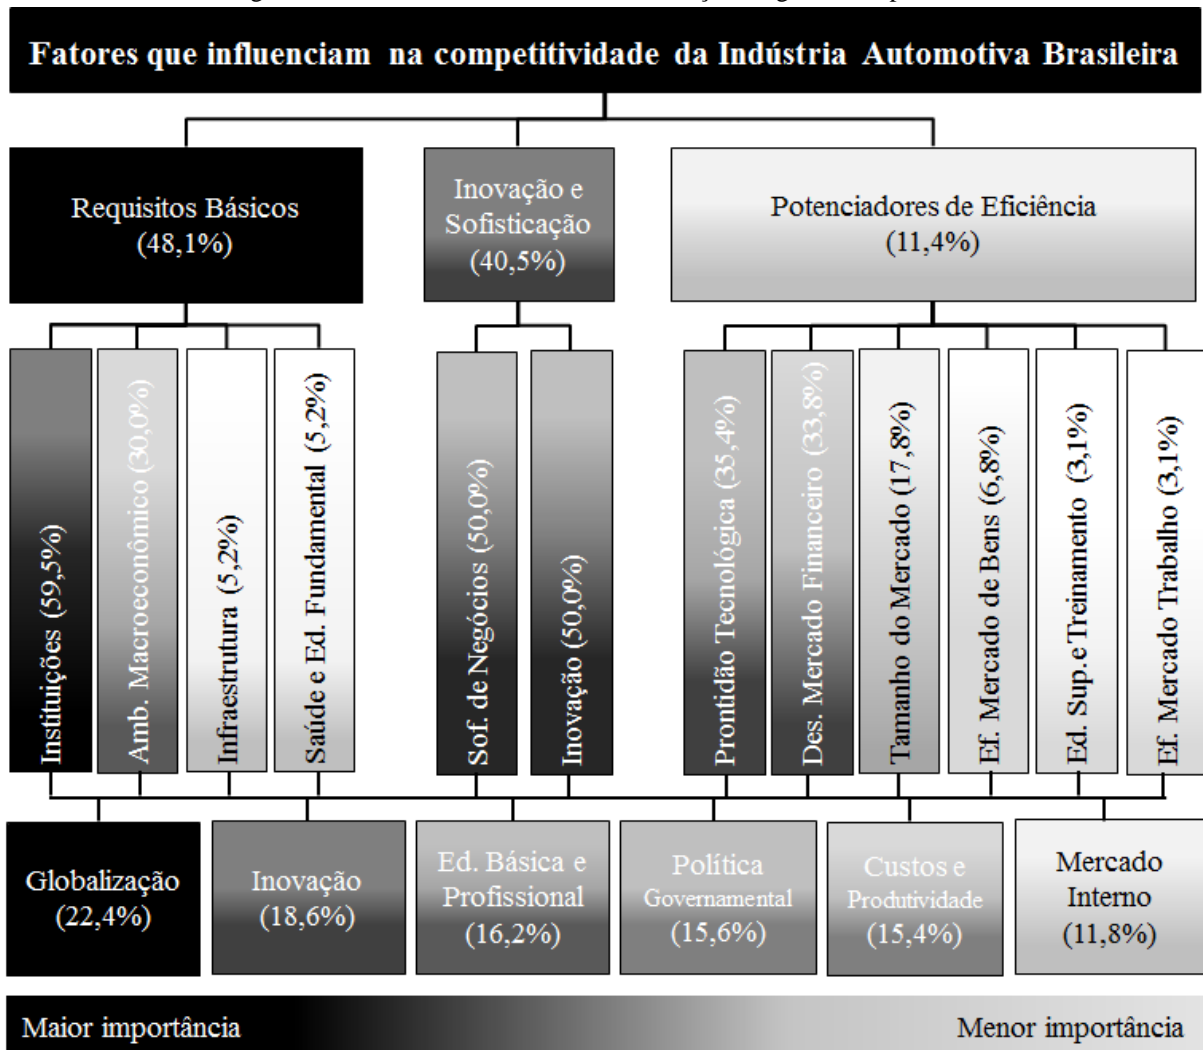 Fatores que influenciam na competitividade da Indústria Automotiva Brasileira
Requisitos Básicos
(48,1%)
Inovação e
Sofisticação
(40,5%)
Potenciadores de Eficiência
(11,4%)
Instituições (59,5%)
Amb. Macroeconômico (30,0%)
Infraestrutura (5,2%)
Saúde e Ed. Fundamental (5,2%)
Sof. de Negócios (50,0%)
Inovação (50,0%)
Prontidão Tecnológica (35,4%)
Des. Mercado Financeiro (33,8%)
Tamanho do Mercado (17,8%)
Ef. Mercado de Bens (6,8%)
Ed. Sup. e Treinamento (3,1%)
Ef. Mercado Trabalho (3,1%)
Globalização
(22,4%)
Inovação
(18,6%)
Ed. Básica e
Profissional
(16,2%)
Política
Governamental
(15,6%)
Custos e
Produtividade
(15,4%)
Mercado
Interno
(11,8%)
Maior importância
Menor importância